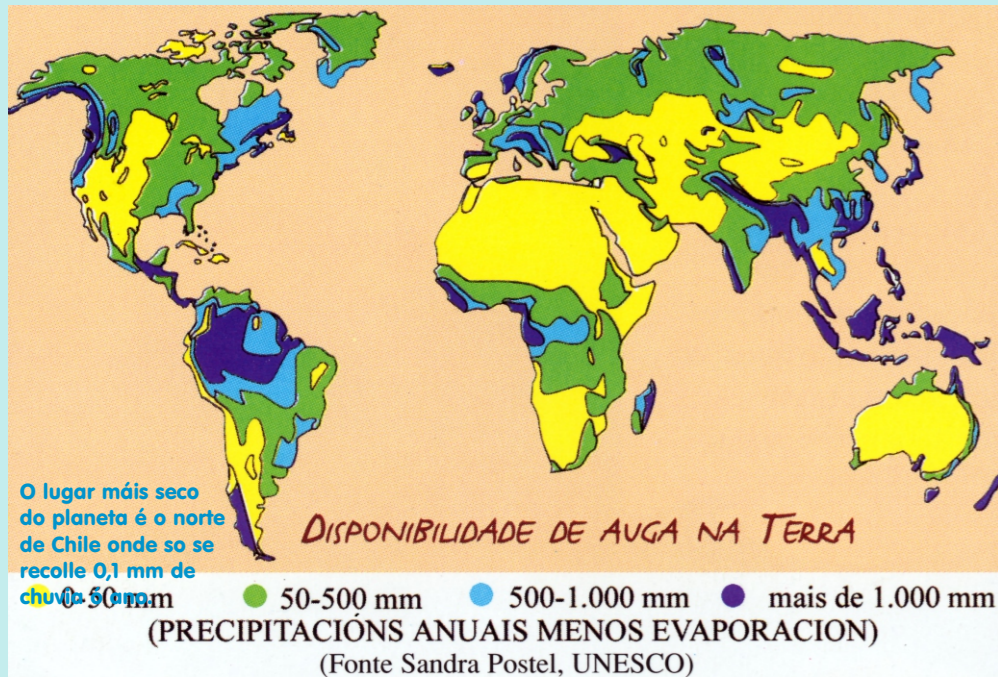 O lugar máis seco
do planeta é o norte
de Chile onde so se
recolle 0,1 mm de
chuvia ó ano.
DISPONIBILIDADE DE AUGA NA TERRA
0-50 mm 50-500 mm 500-1.000 mm mais de 1.000 mm
(PRECIPITACIÓNS ANUAIS MENOS EVAPORACION)
(Fonte Sandra Postel, UNESCO)